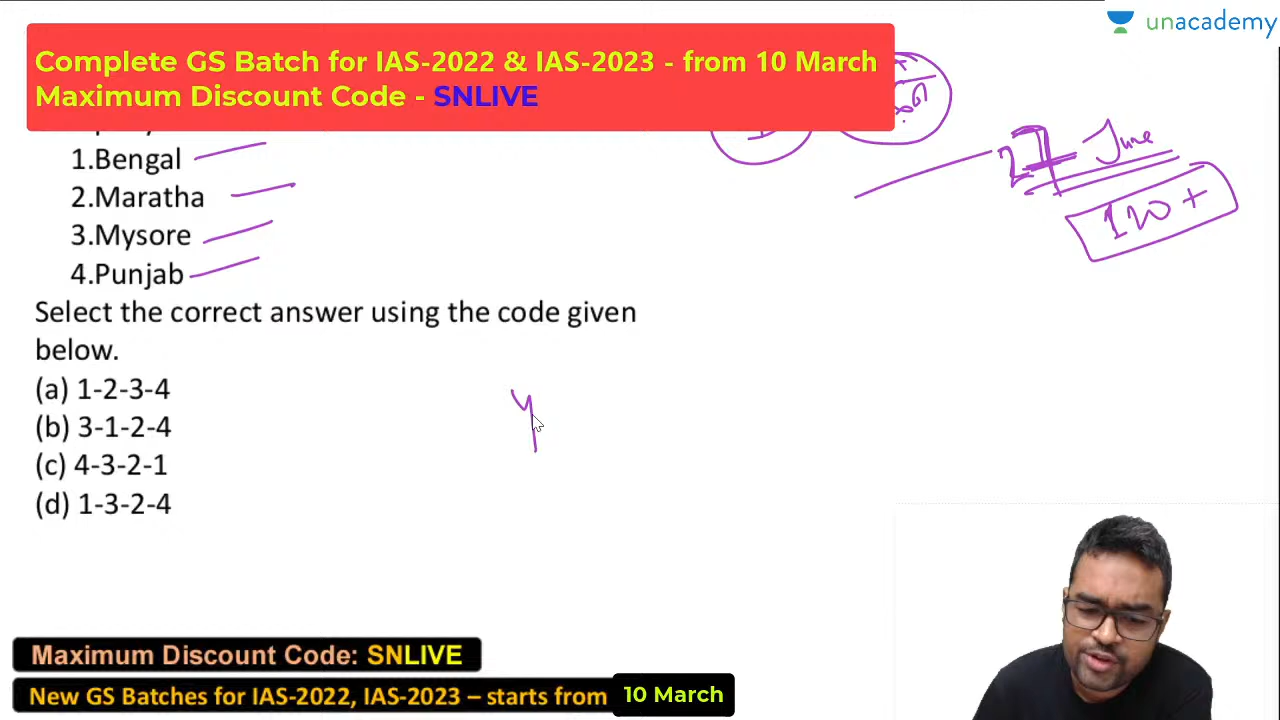 unacademy
Complete GS Batch for IAS-2022 & IAS-2023 - from 10 March
Maximum Discount Code - SNLIVE
27 June
120+
1.Bengal
2.Maratha
3.Mysore
4.Punjab
Select the correct answer using the code given
below.
(a) 1-2-3-4
(b) 3-1-2-4
(c) 4-3-2-1
(d) 1-3-2-4
Maximum Discount Code: SNLIVE
New GS Batches for IAS-2022, IAS-2023 – starts from 10 March